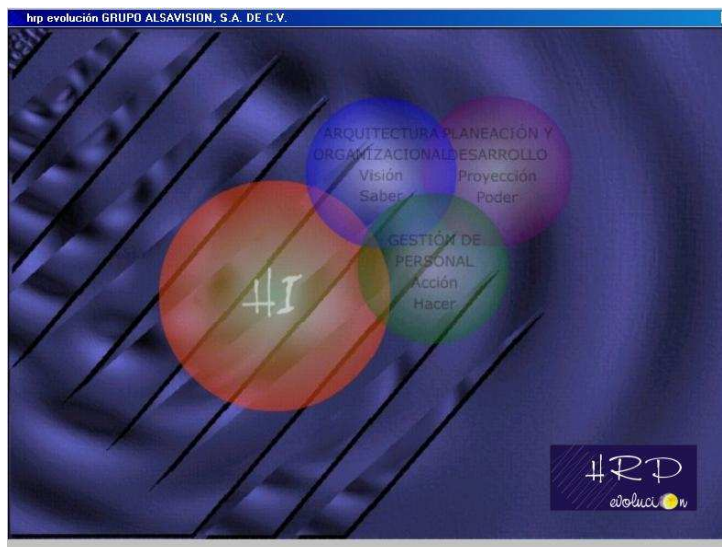 hrp evolución GRUPO ALSAVISION, S.A. DE C.V.
ARQUITECTURA
ORGANIZACIONAL
Visión
Saber
PLANEACIÓN Y
DESARROLLO
Proyección
Poder
GESTIÓN DE
PERSONAL
Acción
Hacer
HI
HRD
evolución